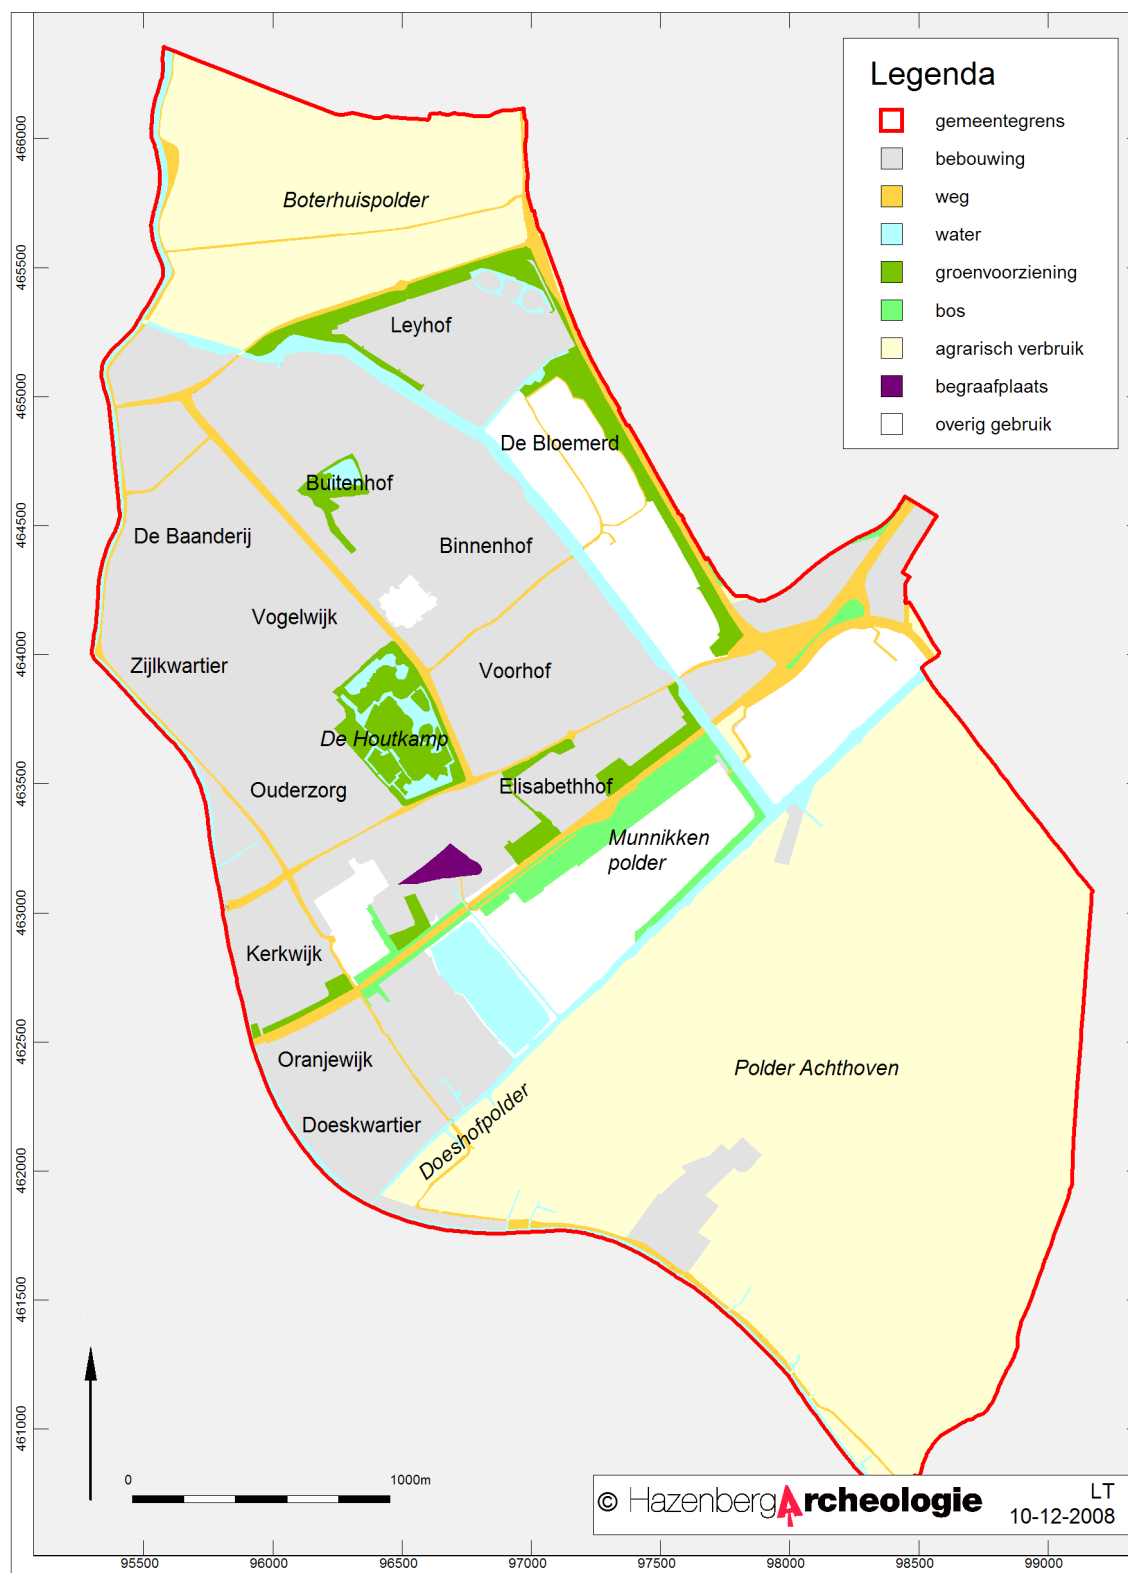 Legenda
gemeentegrens
bebouwing
weg
water
groenvoorziening
bos
agrarisch verbruik
begraafplaats
overig gebruik
Boterhuispolder
Leyhof
De Bloemerd
Buitenhof
De Baanderij
Binnenhof
Vogelwijk
Zijlkwartier
Voorhof
De Houtkamp
Ouderzorg
Elisabethhof
Munnikken
polder
Kerkwijk
Oranjewijk
Polder Achthoven
Doeskwartier
Doeshofpolder
466000
465500
465000
464500
464000
463500
463000
462500
462000
461500
461000
0
1000m
© Hazenberg Archeologie
LT
10-12-2008
95500
96000
96500
97000
97500
98000
98500
99000